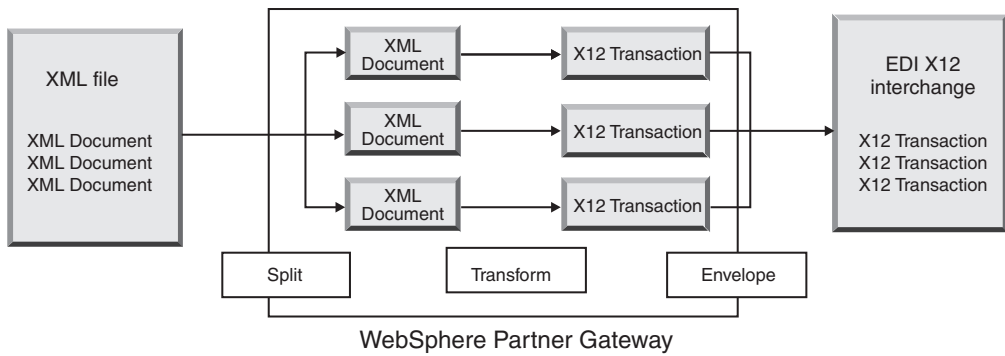 XML file
XML Document
XML Document
XML Document
XML
Document
X12 Transaction
XML
Document
X12 Transaction
XML
Document
X12 Transaction
EDI X12
interchange
X12 Transaction
X12 Transaction
X12 Transaction
Split
Transform
Envelope
WebSphere Partner Gateway